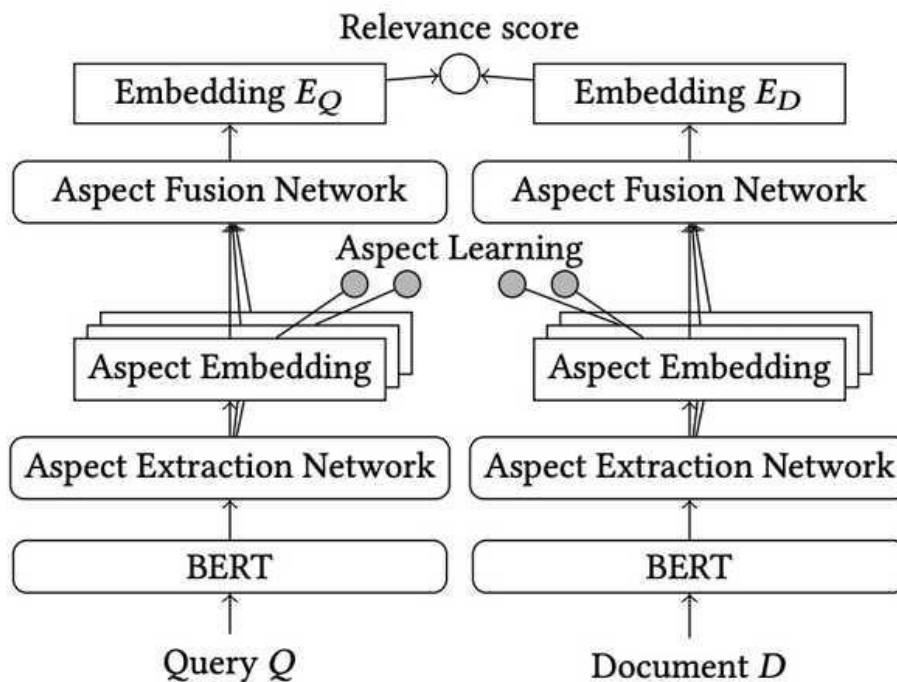 Relevance score
Embedding E_Q
Embedding E_D
Aspect Fusion Network
Aspect Fusion Network
Aspect Learning
Aspect Embedding
Aspect Embedding
Aspect Extraction Network
Aspect Extraction Network
BERT
BERT
Query Q
Document D